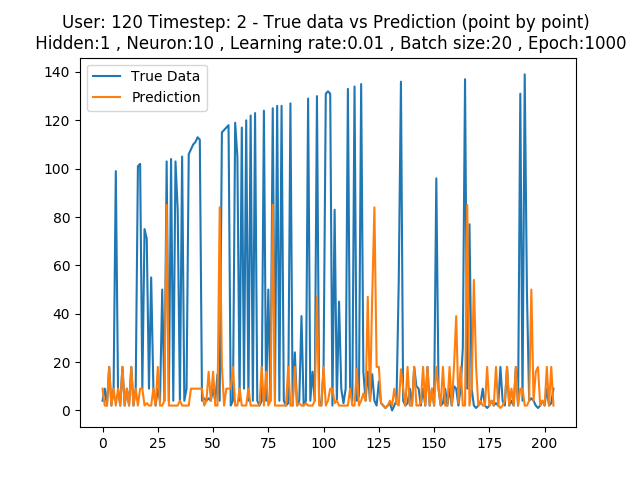 User: 120 Timestep: 2 - True data vs Prediction (point by point)
Hidden:1 , Neuron:10 , Learning rate:0.01 , Batch size:20 , Epoch:1000
True Data
Prediction
140
120
100
80
60
40
20
0
0 25 50 75 100 125 150 175 200